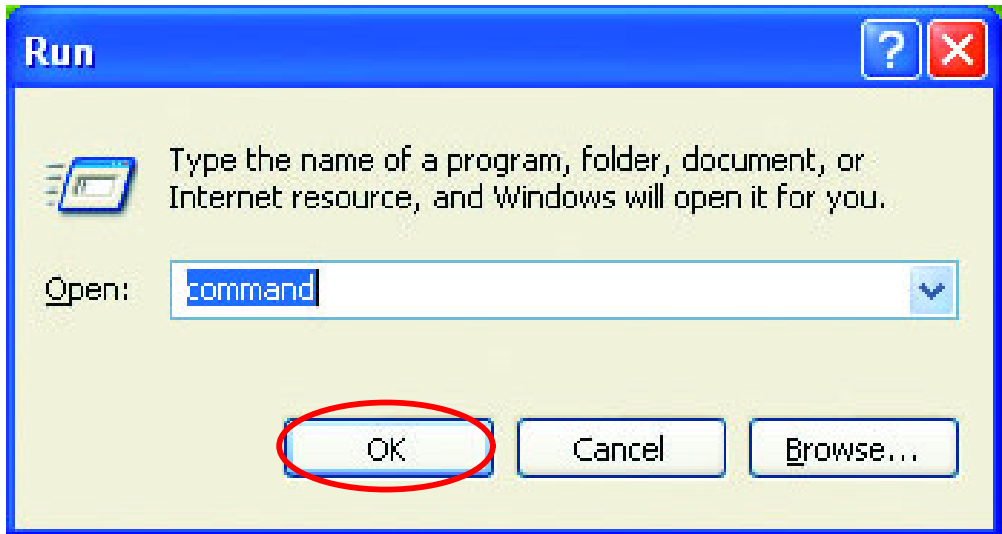 Run
?
Type the name of a program, folder, document, or
Internet resource, and Windows will open it for you.
Open: command
OK Cancel Browse...